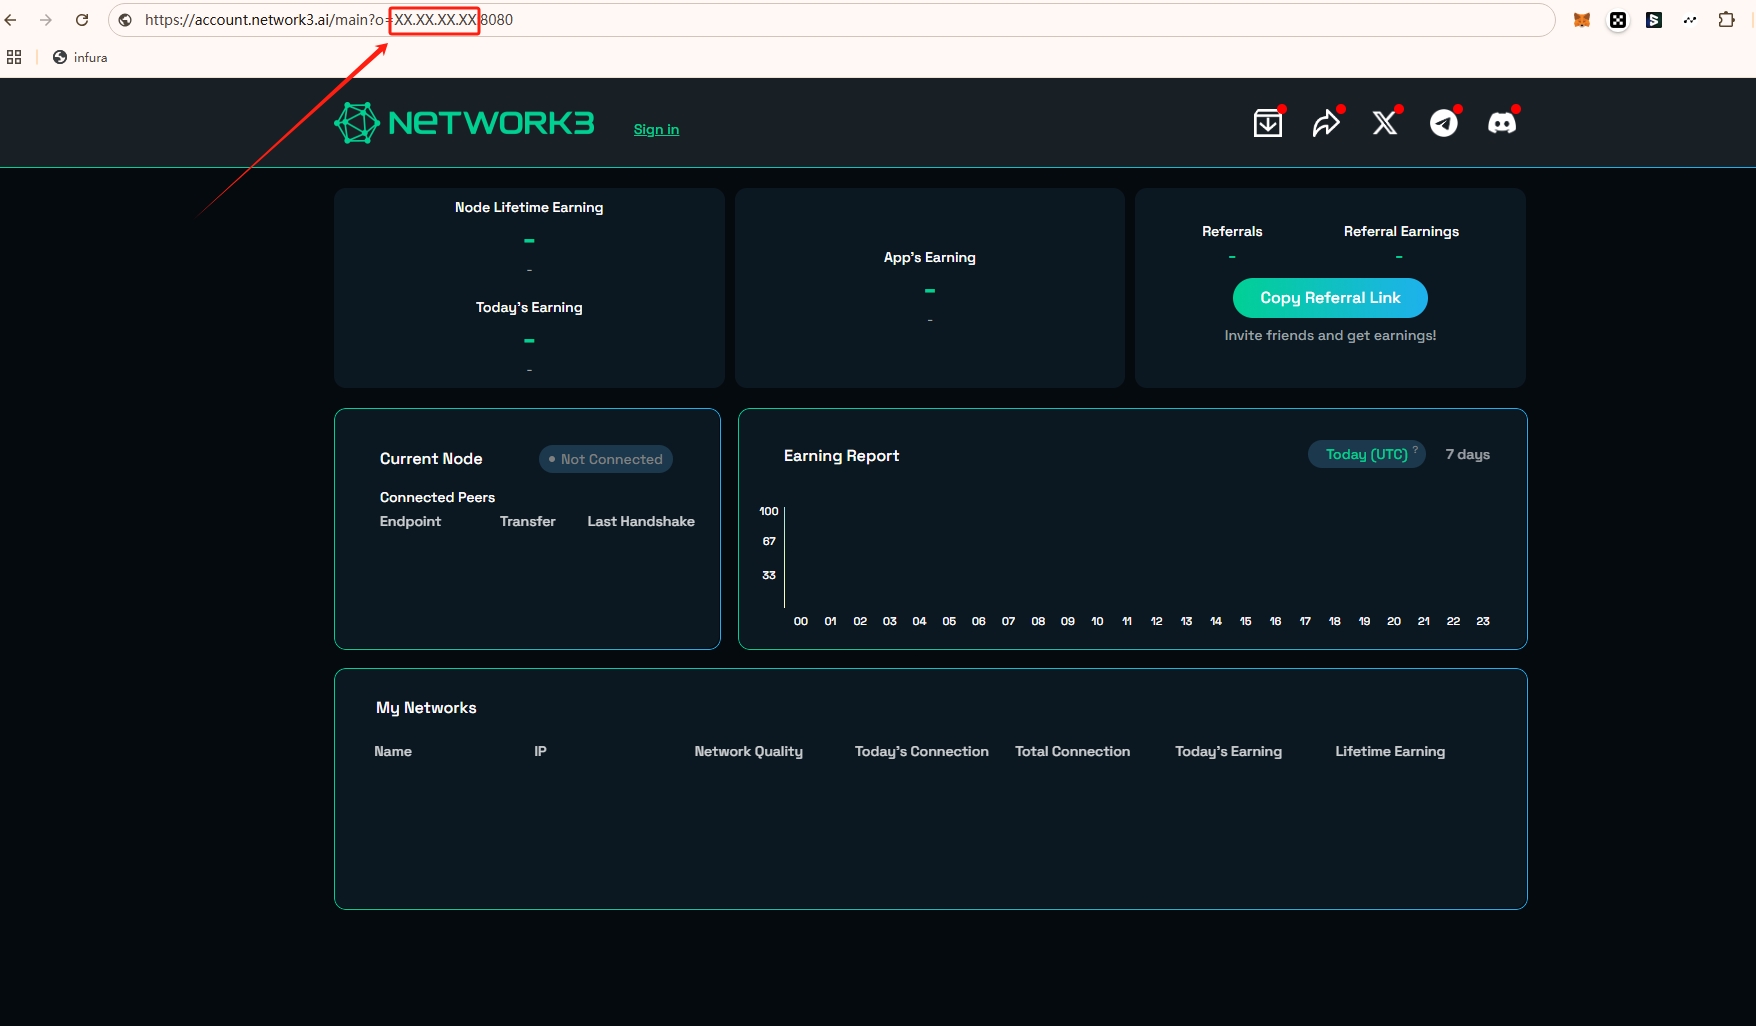 https://account.network3.ai/main?o=XX.XX.XX.XX:8080
infura
NETWORK3
Sign in
Node Lifetime Earning
-
-
Today's Earning
-
-
App's Earning
-
-
Referrals
Referral Earnings
-
-
Copy Referral Link
Invite friends and get earnings!
Current Node
Not Connected
Connected Peers
Endpoint Transfer Last Handshake
Earning Report
Today (UTC) ?
7 days
100
67
33
00 01 02 03 04 05 06 07 08 09 10 11 12 13 14 15 16 17 18 19 20 21 22 23
My Networks
Name IP Network Quality Today's Connection Total Connection Today's Earning Lifetime Earning